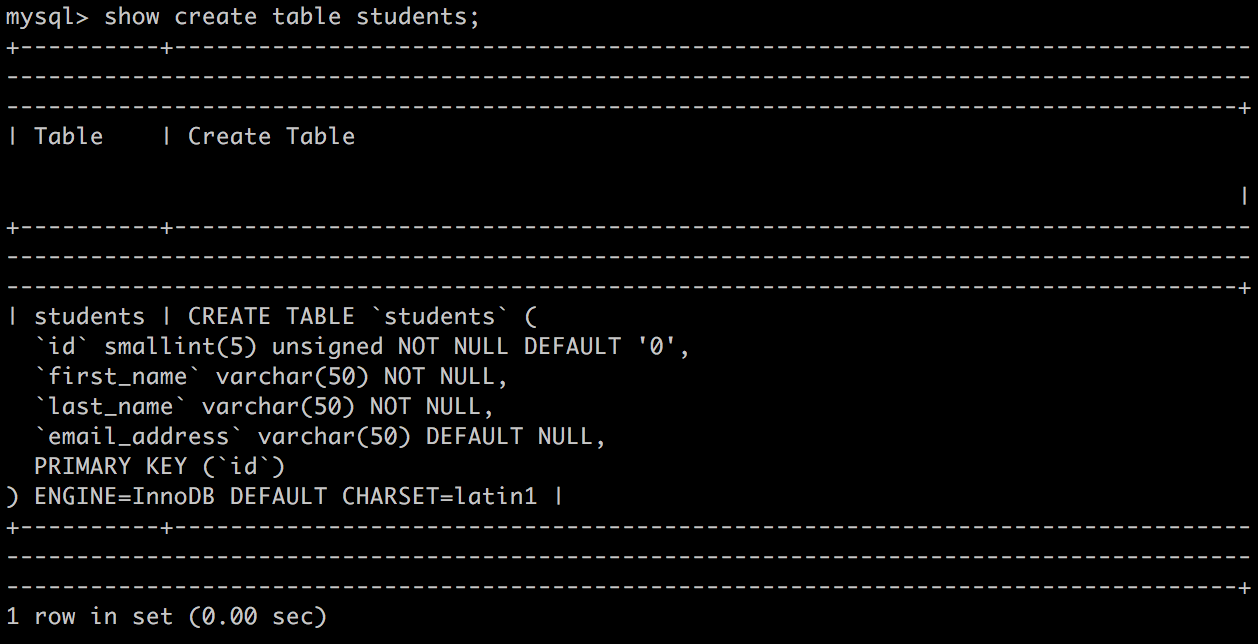 mysql> show create table students;
+----------+-----------------------------------------------------------------------------
-----------------------------------------------------------------------------------------
----------------------------------------------------------------------------------------+
| Table    | Create Table
|
+----------+-----------------------------------------------------------------------------
-----------------------------------------------------------------------------------------
----------------------------------------------------------------------------------------+
| students | CREATE TABLE `students` (
  `id` smallint(5) unsigned NOT NULL DEFAULT '0',
  `first_name` varchar(50) NOT NULL,
  `last_name` varchar(50) NOT NULL,
  `email_address` varchar(50) DEFAULT NULL,
  PRIMARY KEY (`id`)
) ENGINE=InnoDB DEFAULT CHARSET=latin1 |
+----------+-----------------------------------------------------------------------------
-----------------------------------------------------------------------------------------
----------------------------------------------------------------------------------------+
1 row in set (0.00 sec)